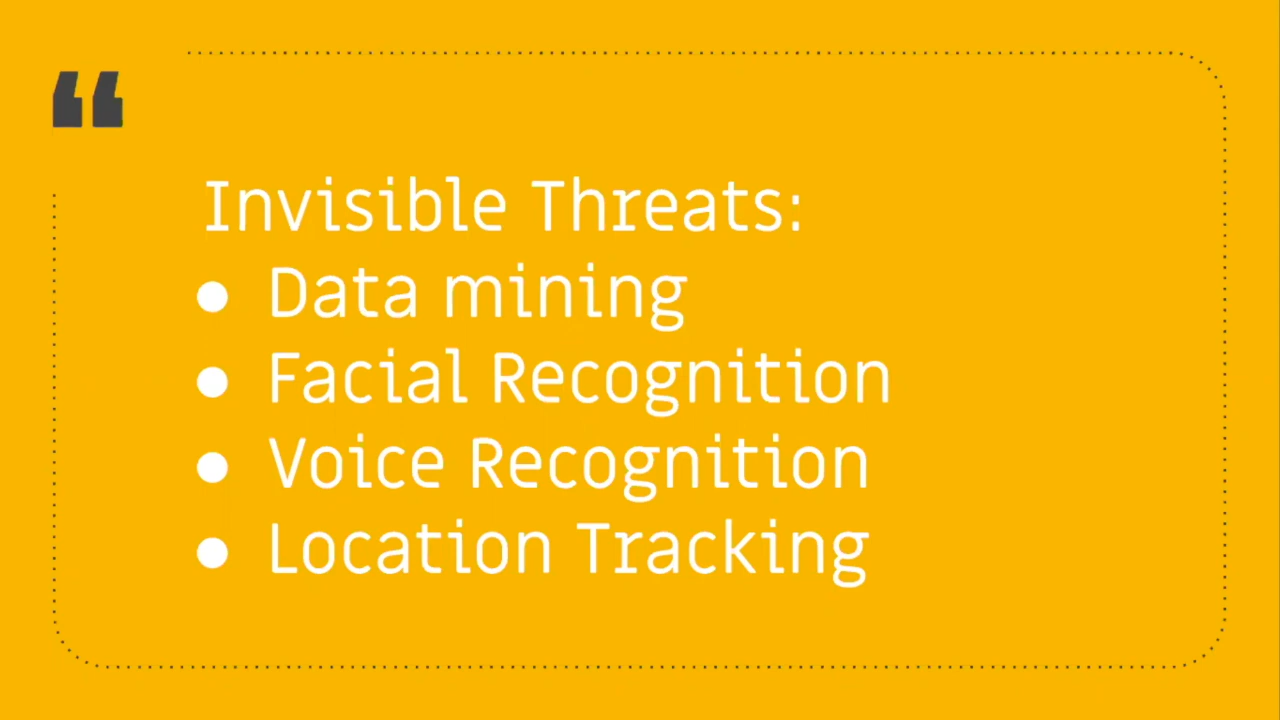 “
Invisible Threats:
● Data mining
● Facial Recognition
● Voice Recognition
● Location Tracking